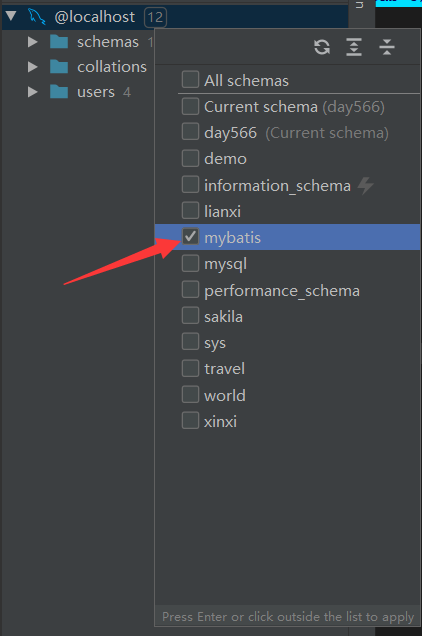 @localhost 12
schemas 1
collations
users 4
All schemas
Current schema (day566)
day566 (Current schema)
demo
information_schema
lianxi
mybatis
mysql
performance_schema
sakila
sys
travel
world
xinxi
Press Enter or click outside the list to apply